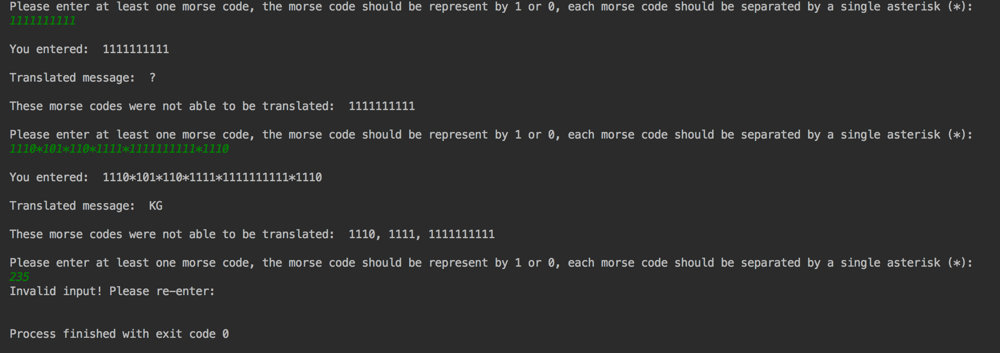 Please enter at least one morse code, the morse code should be represent by 1 or 0, each morse code should be separated by a single asterisk (*):
1111111111
You entered:  1111111111
Translated message:  ?
These morse codes were not able to be translated:  1111111111
Please enter at least one morse code, the morse code should be represent by 1 or 0, each morse code should be separated by a single asterisk (*):
1110*101*110*1111*1111111111*1110
You entered:  1110*101*110*1111*1111111111*1110
Translated message:  KG
These morse codes were not able to be translated:  1110, 1111, 1111111111
Please enter at least one morse code, the morse code should be represent by 1 or 0, each morse code should be separated by a single asterisk (*):
235
Invalid input! Please re-enter:
Process finished with exit code 0